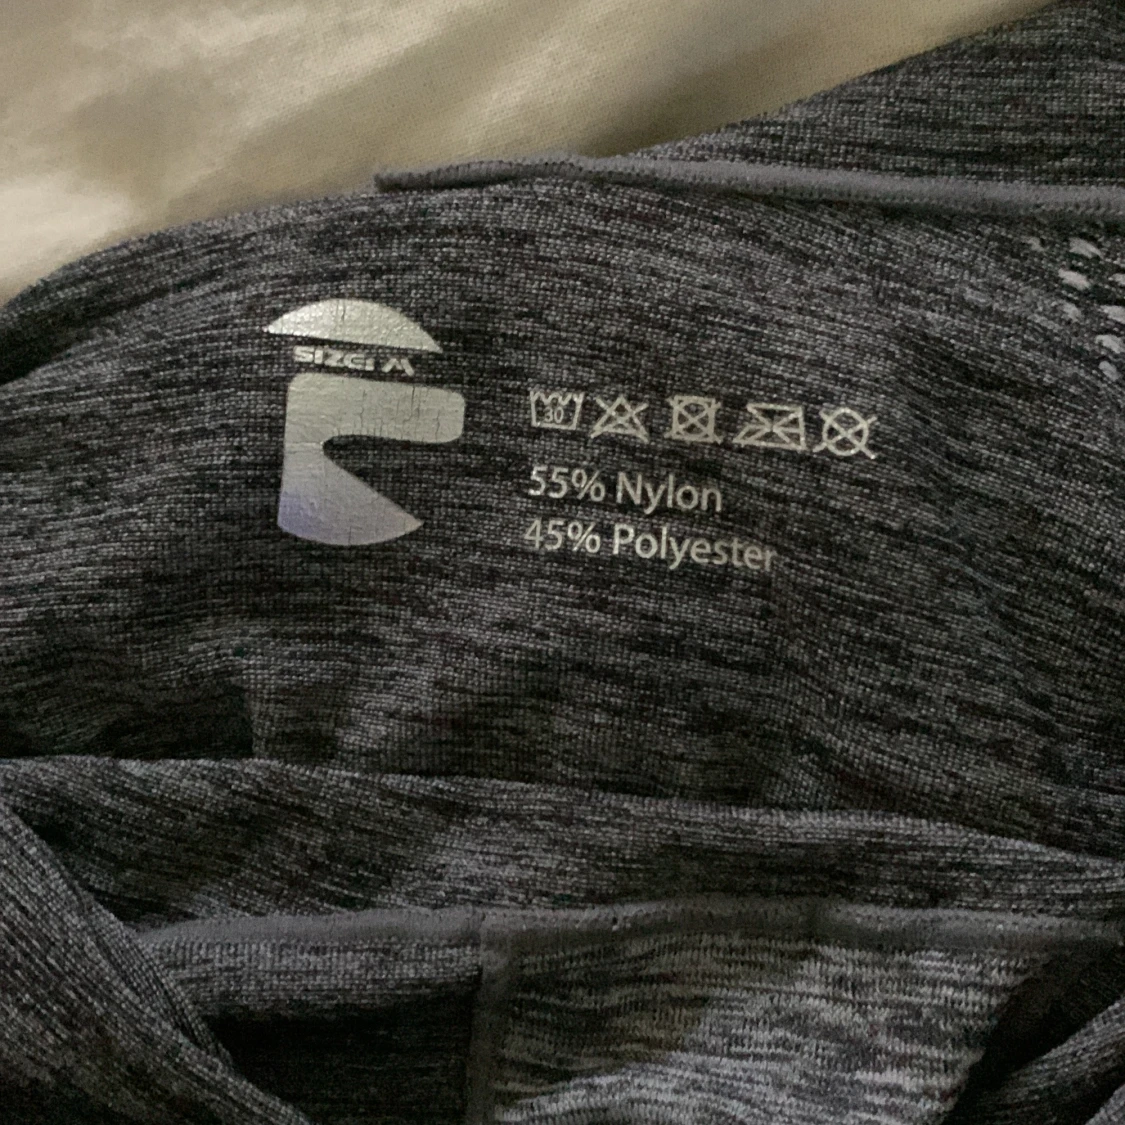 SIZE: M
30
55% Nylon
45% Polyester